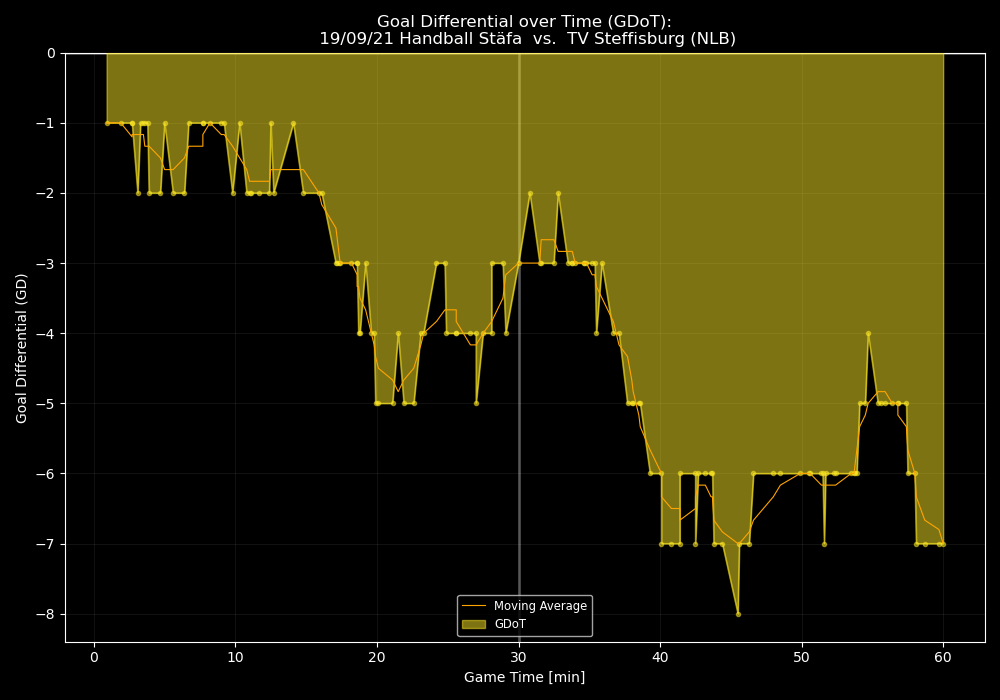 Goal Differential over Time (GDoT):
19/09/21 Handball Stäfa vs. TV Steffisburg (NLB)
Goal Differential (GD)
0
−1
−2
−3
−4
−5
−6
−7
−8
Moving Average
GDoT
0 10 20 30 40 50 60
Game Time [min]